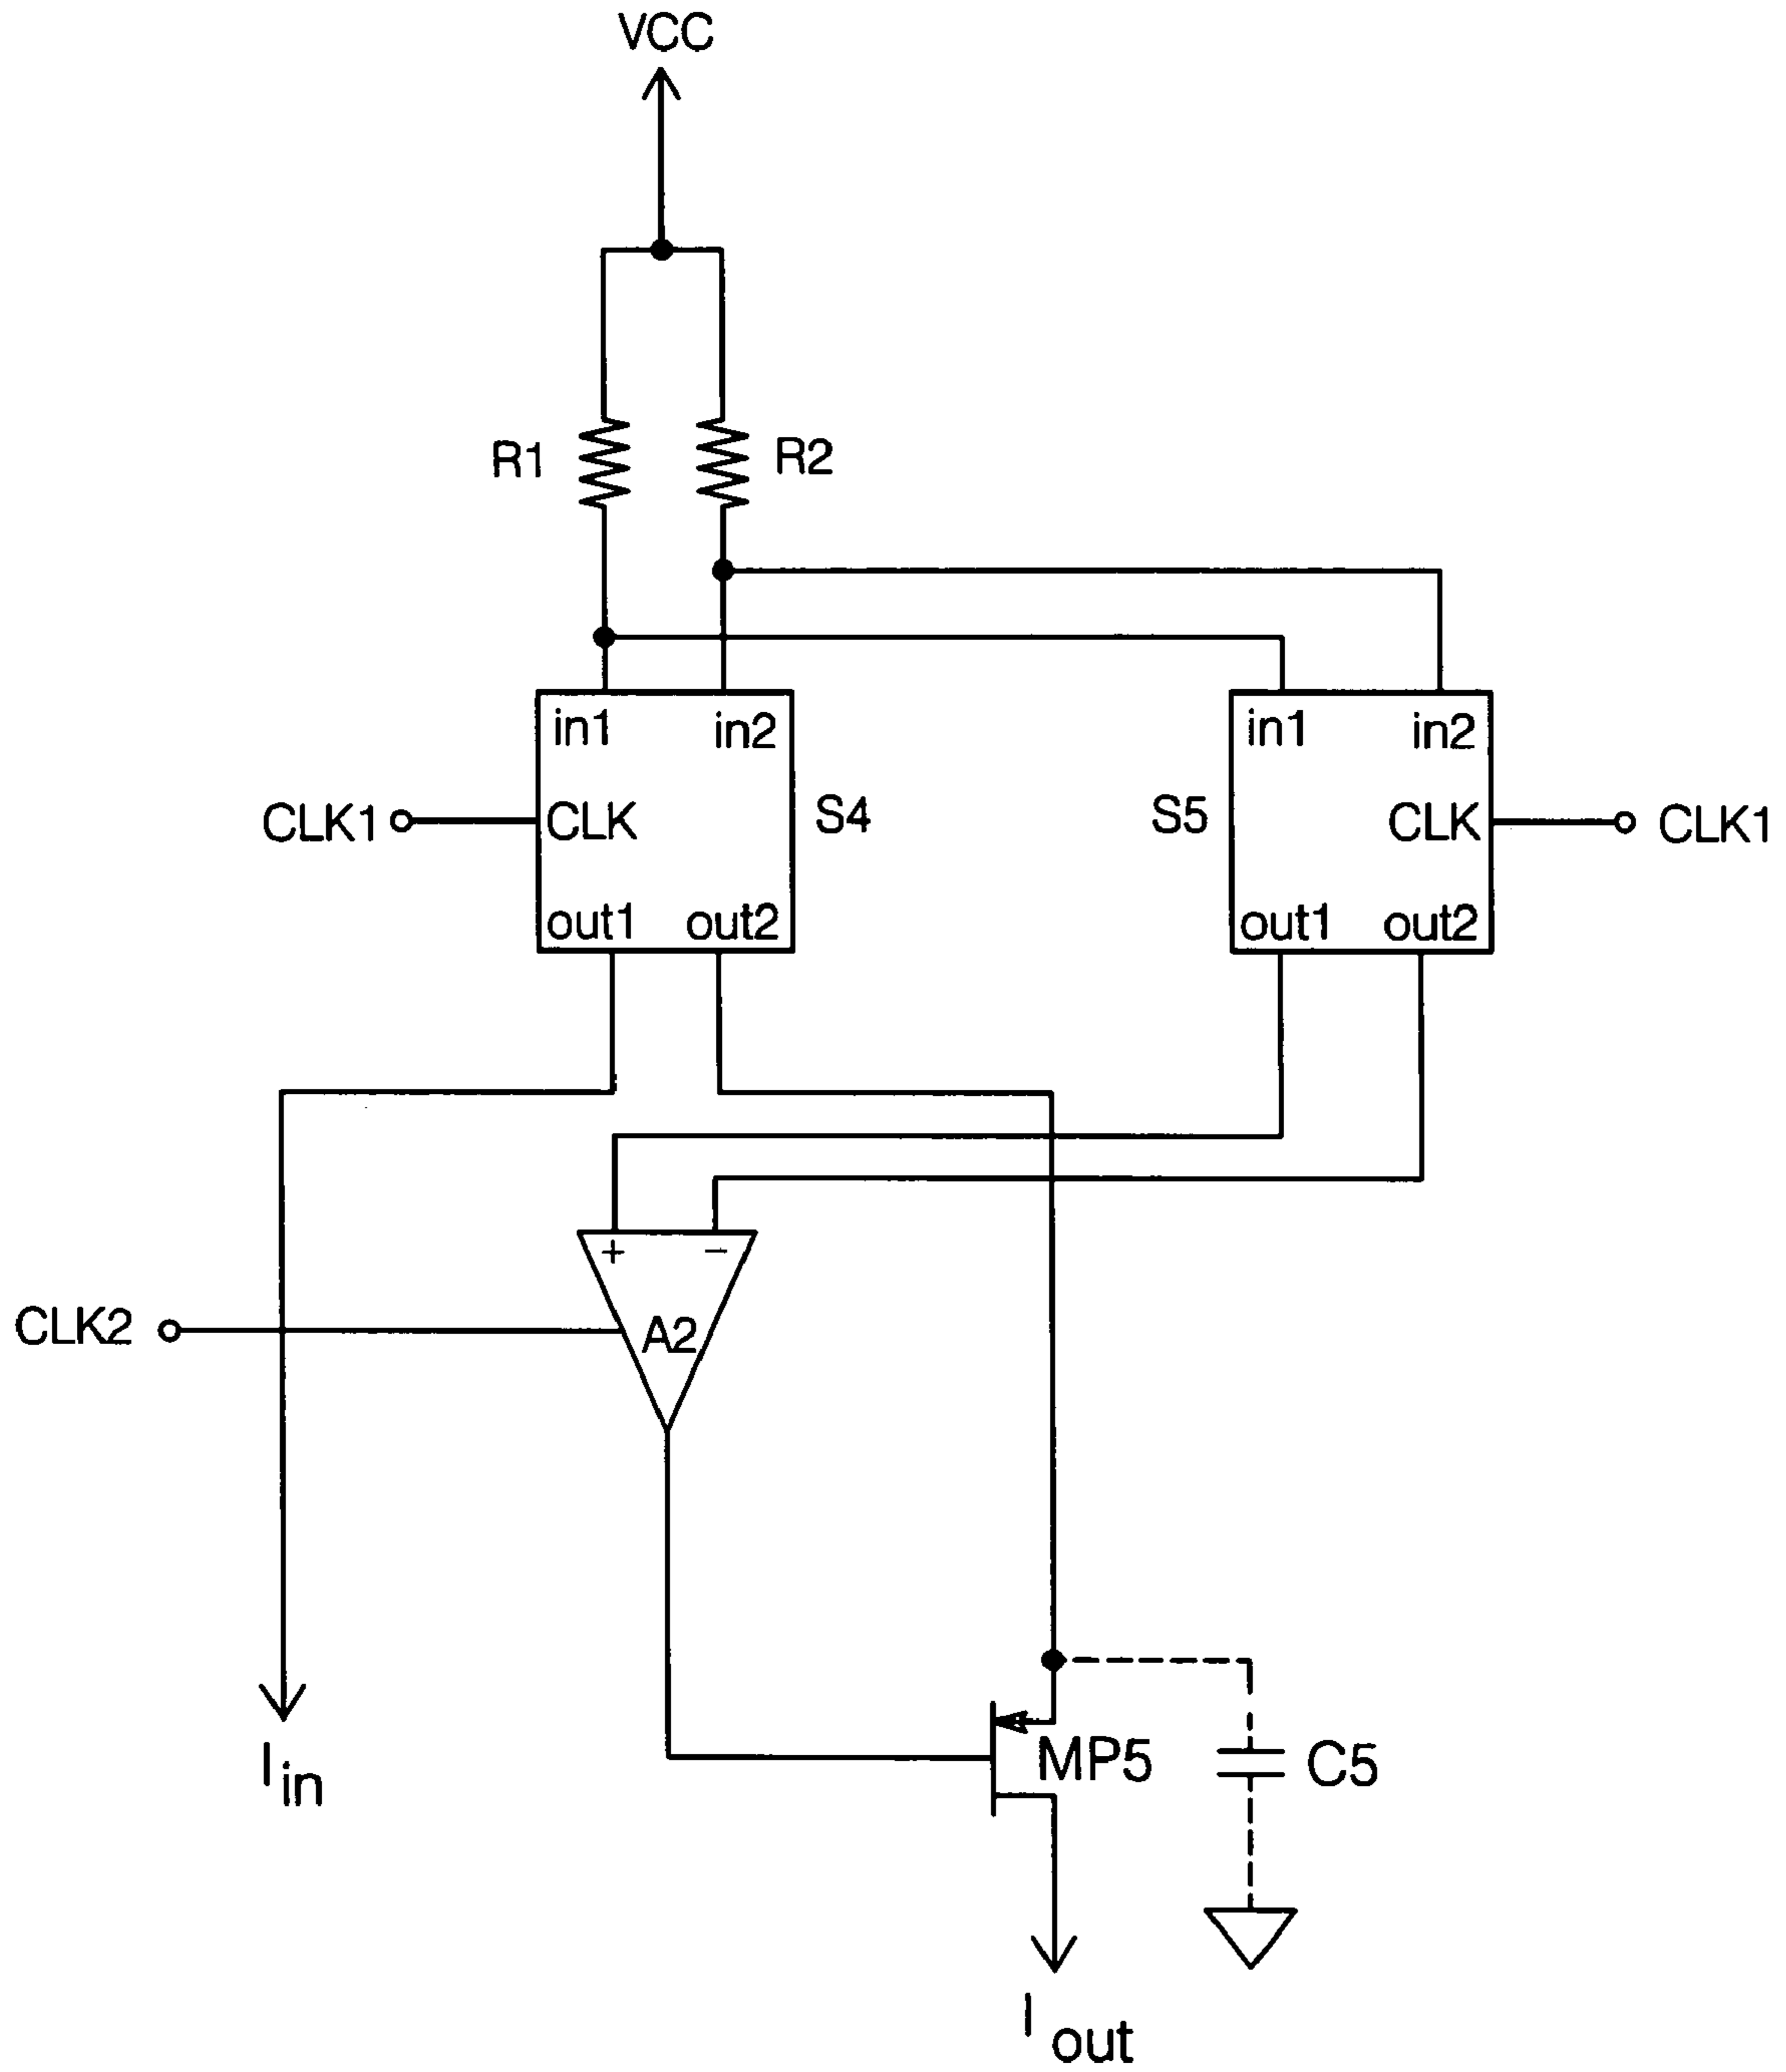 VCC
R1
R2
in1
in2
in1
in2
CLK1
CLK
S4
S5
CLK
CLK1
out1
out2
out1
out2
+
−
CLK2
A2
MP5
C5
Iin
Iout